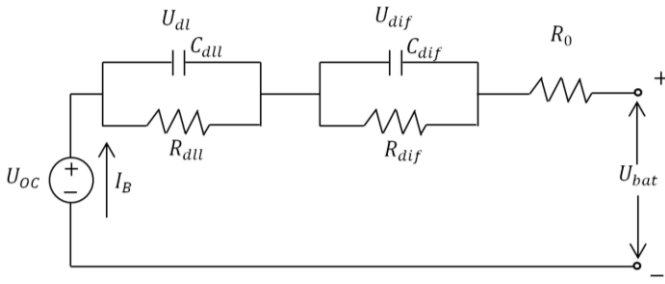 U_dl U_dif
C_dll C_dif R_0
+
R_dll R_dif
U_OC + − I_B U_bat
−